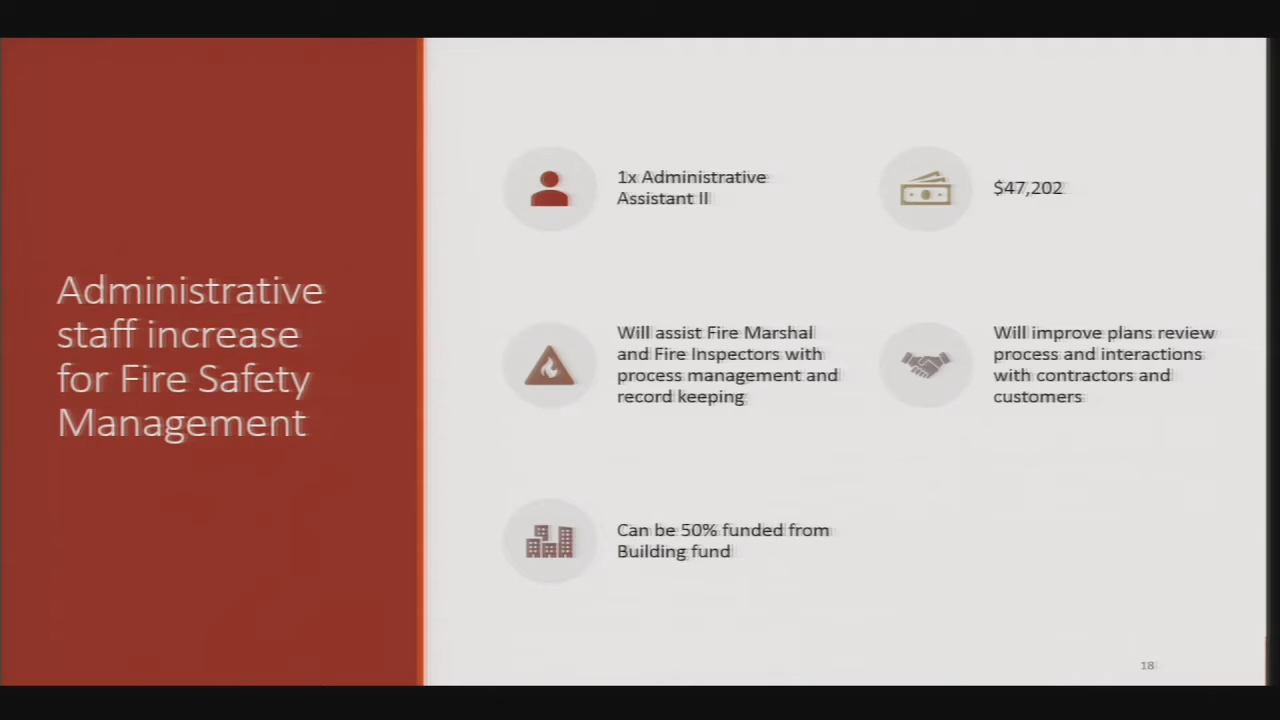 Administrative
staff increase
for Fire Safety
Management
1x Administrative
Assistant II
$47,202
Will assist Fire Marshal
and Fire Inspectors with
process management and
record keeping
Will improve plans review
process and interactions
with contractors and
customers
Can be 50% funded from
Building fund
18